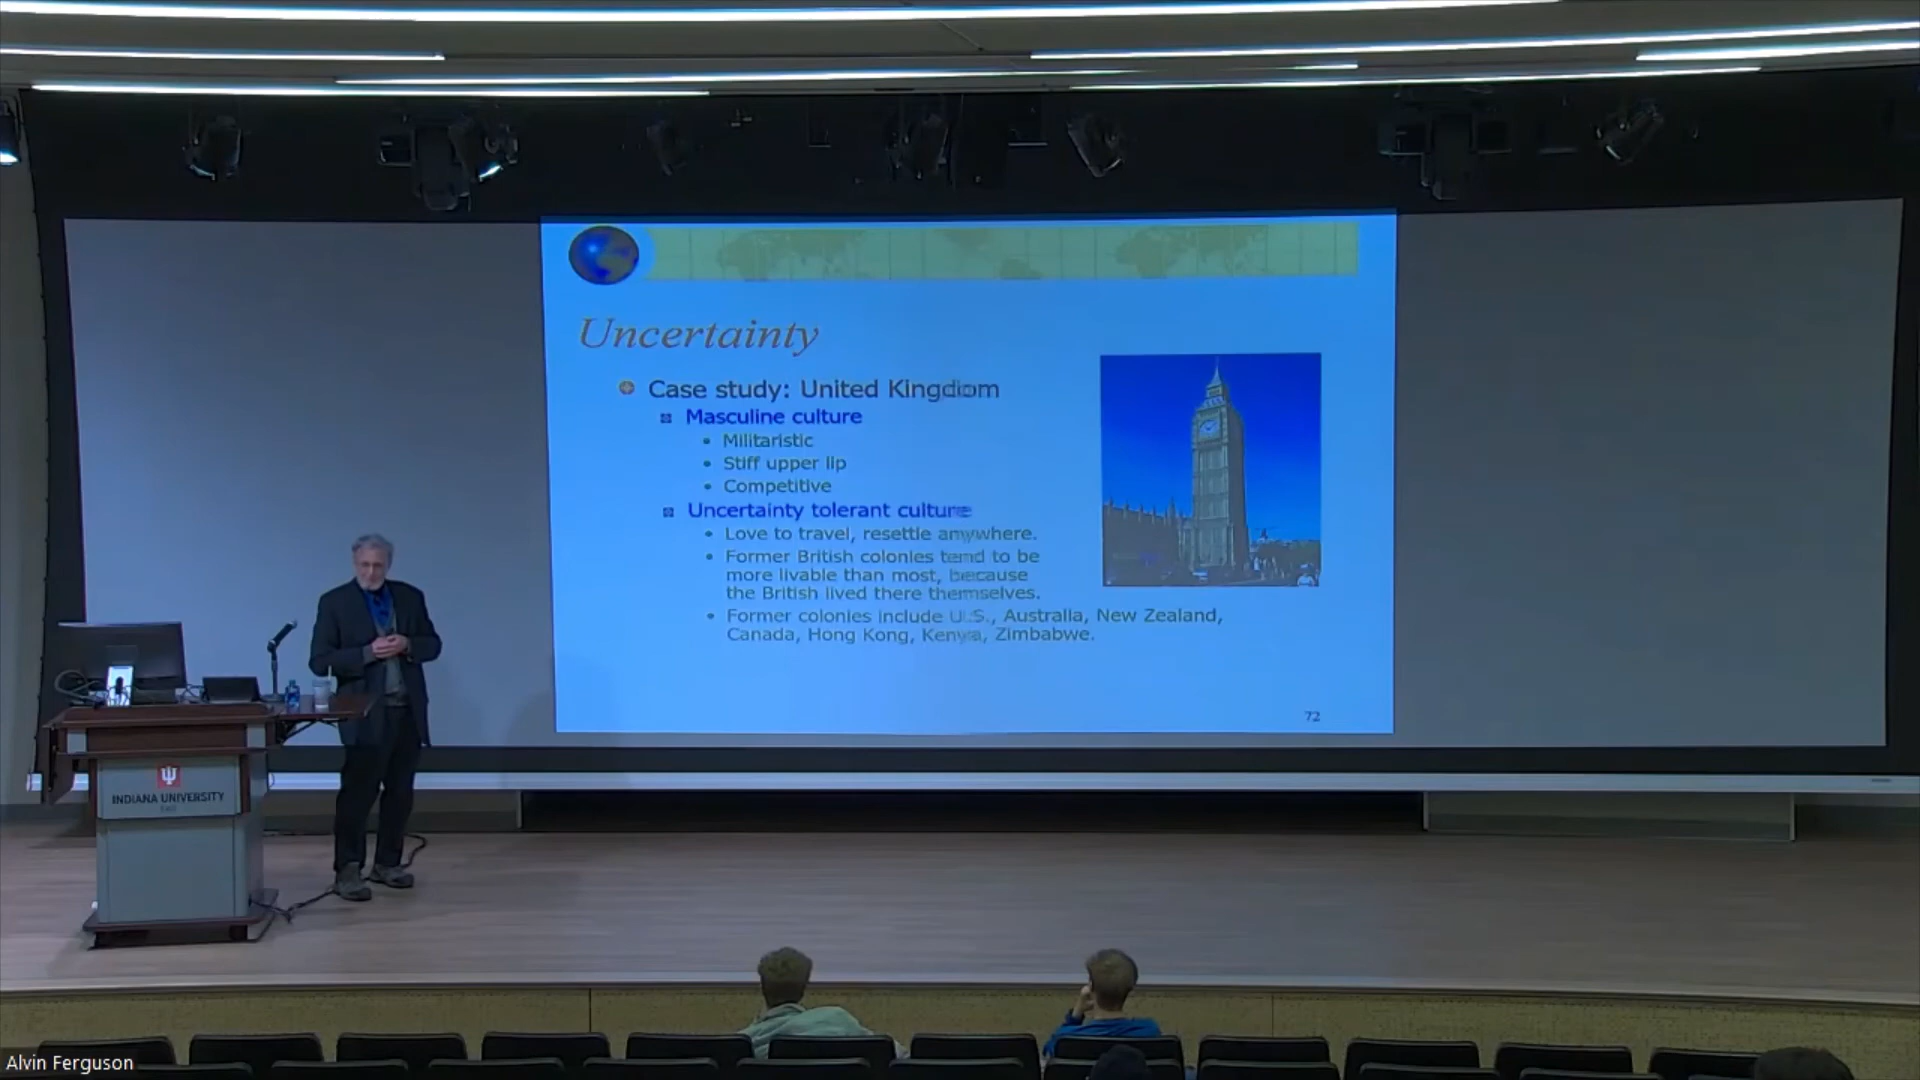 Uncertainty
Case study: United Kingdom
Masculine culture
Militaristic
Stiff upper lip
Competitive
Uncertainty tolerant culture
Love to travel, resettle anywhere.
Former British colonies tend to be
more livable than most, because
the British lived there themselves.
Former colonies include U.S., Australia, New Zealand,
Canada, Hong Kong, Kenya, Zimbabwe.
72
INDIANA UNIVERSITY
Alvin Ferguson